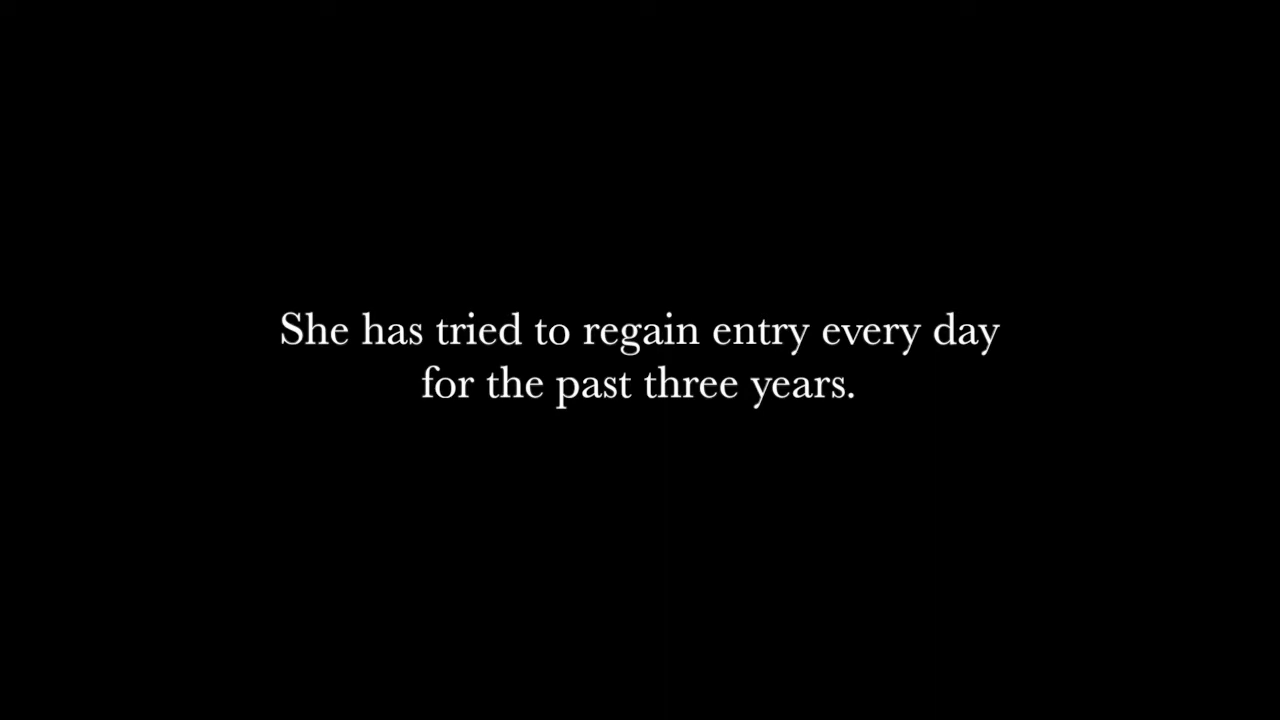 She has tried to regain entry every day
for the past three years.